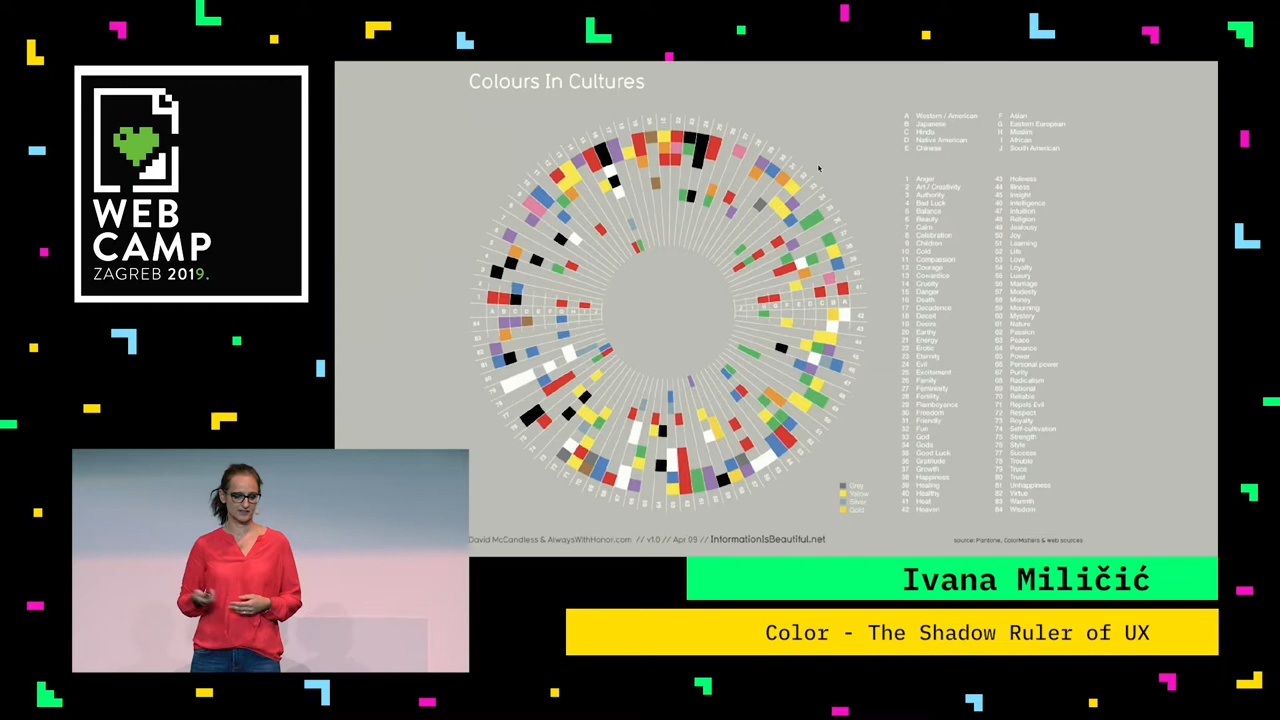 Colours In Cultures
WEB
CAMP
ZAGREB 2019.
A Western / American
B Japanese
C Hindu
D Native American
E Chinese
F Asian
G Eastern European
H Muslim
I African
J South American
1 Anger
2 Art / Creativity
3 Authority
4 Bad Luck
5 Balance
6 Beauty
7 Calm
8 Celebration
9 Children
10 Cold
11 Compassion
12 Courage
13 Cowardice
14 Cruelty
15 Danger
16 Death
17 Decadence
18 Deceit
19 Desire
20 Earthy
21 Energy
22 Erotic
23 Eternity
24 Evil
25 Excitement
26 Family
27 Femininity
28 Fertility
29 Flamboyance
30 Freedom
31 Friendly
32 Fun
33 God
34 Gods
35 Good Luck
36 Gratitude
37 Growth
38 Happiness
39 Healing
40 Healthy
41 Heat
42 Heaven
43 Holiness
44 Illness
45 Insight
46 Intelligence
47 Intuition
48 Religion
49 Jealousy
50 Joy
51 Learning
52 Life
53 Love
54 Loyalty
55 Luxury
56 Marriage
57 Modesty
58 Money
59 Mourning
60 Mystery
61 Nature
62 Passion
63 Peace
64 Penance
65 Power
66 Personal power
67 Purity
68 Radicalism
69 Rational
70 Reliable
71 Repels Evil
72 Respect
73 Royalty
74 Self-cultivation
75 Strength
76 Style
77 Success
78 Trouble
79 Truce
80 Trust
81 Unhappiness
82 Virtue
83 Warmth
84 Wisdom
Grey
Yellow
Silver
Gold
David McCandless & AlwaysWithHonor.com // v1.0 // Apr 09 // InformationIsBeautiful.net
source: Pantone, ColorMatters & web sources
Ivana Miličić
Color - The Shadow Ruler of UX